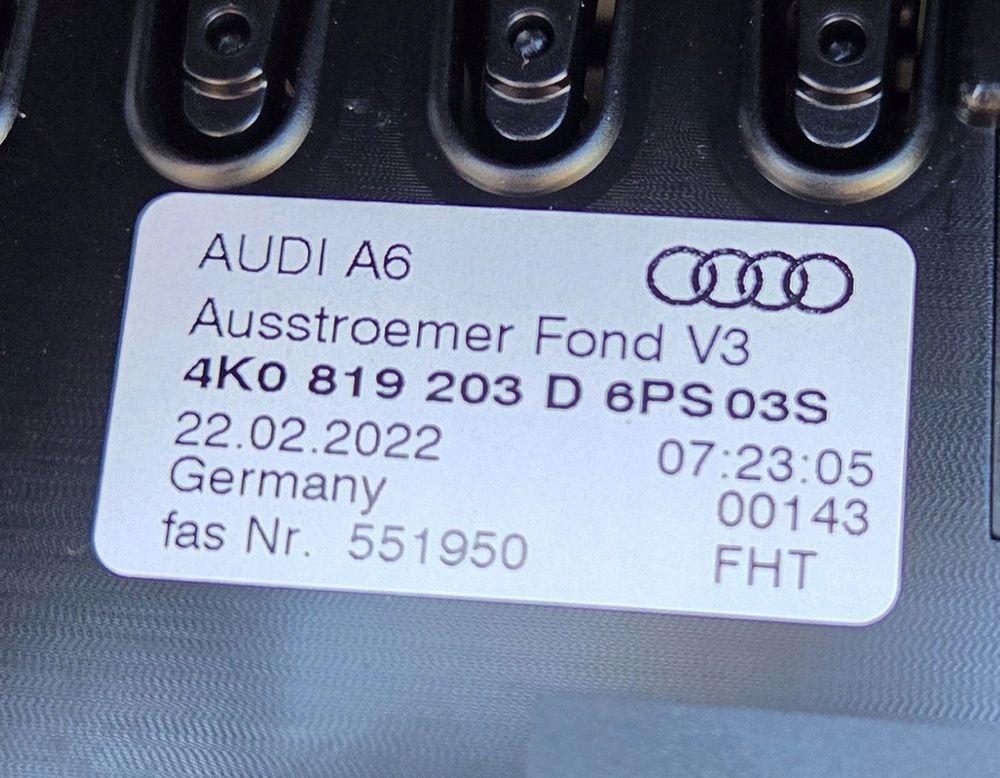 AUDI A6
Ausstroemer Fond V3
4K0 819 203 D 6PS 03S
22.02.2022 07:23:05
Germany 00143
fas Nr. 551950 FHT